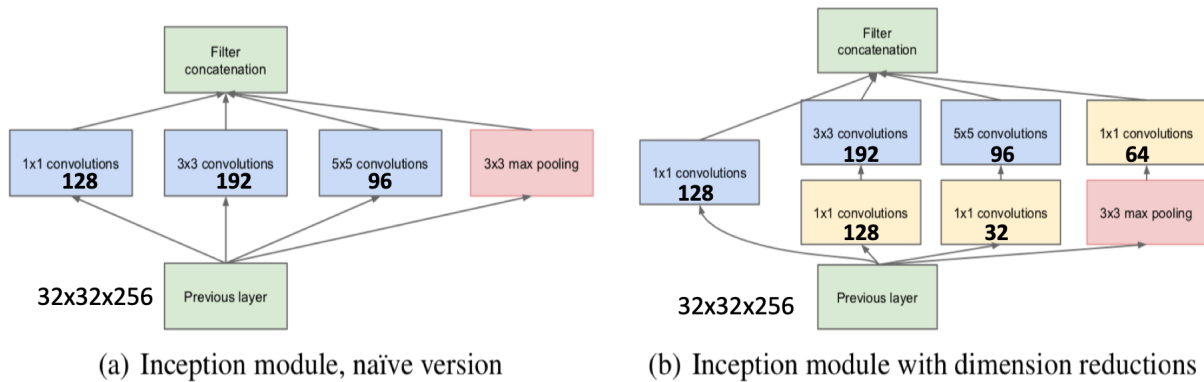 Filter
concatenation
1x1 convolutions
128
3x3 convolutions
192
5x5 convolutions
96
3x3 max pooling
32x32x256
Previous layer
(a) Inception module, naïve version
Filter
concatenation
3x3 convolutions
192
5x5 convolutions
96
1x1 convolutions
64
1x1 convolutions
128
1x1 convolutions
128
1x1 convolutions
32
3x3 max pooling
32x32x256
Previous layer
(b) Inception module with dimension reductions